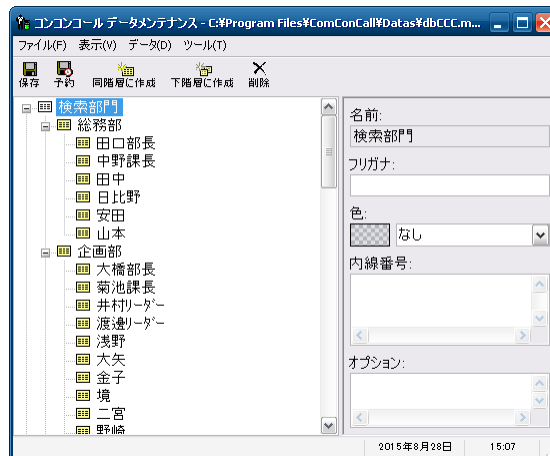 コンコンコール データメンテナンス - C:¥Program Files¥ComConCall¥Datas¥dbCCC.m...
ファイル(F) 表示(V) データ(D) ツール(T)
保存 予約 同階層に作成 下階層に作成 削除
検索部門
総務部
田口部長
中野課長
田中
日比野
安田
山本
企画部
大橋部長
菊池課長
井村リーダー
渡邊リーダー
浅野
大矢
金子
境
二宮
野崎
名前:
検索部門
フリガナ:
色:
なし
内線番号:
オプション:
2015年8月28日 15:07